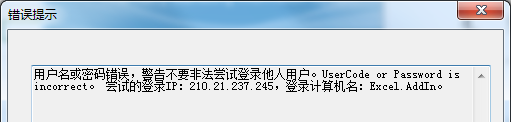 错误提示
用户名或密码错误，警告不要非法尝试登录他人用户。UserCode or Password is
incorrect。 尝试的登录IP：210.21.237.245，登录计算机名：Excel.AddIn。